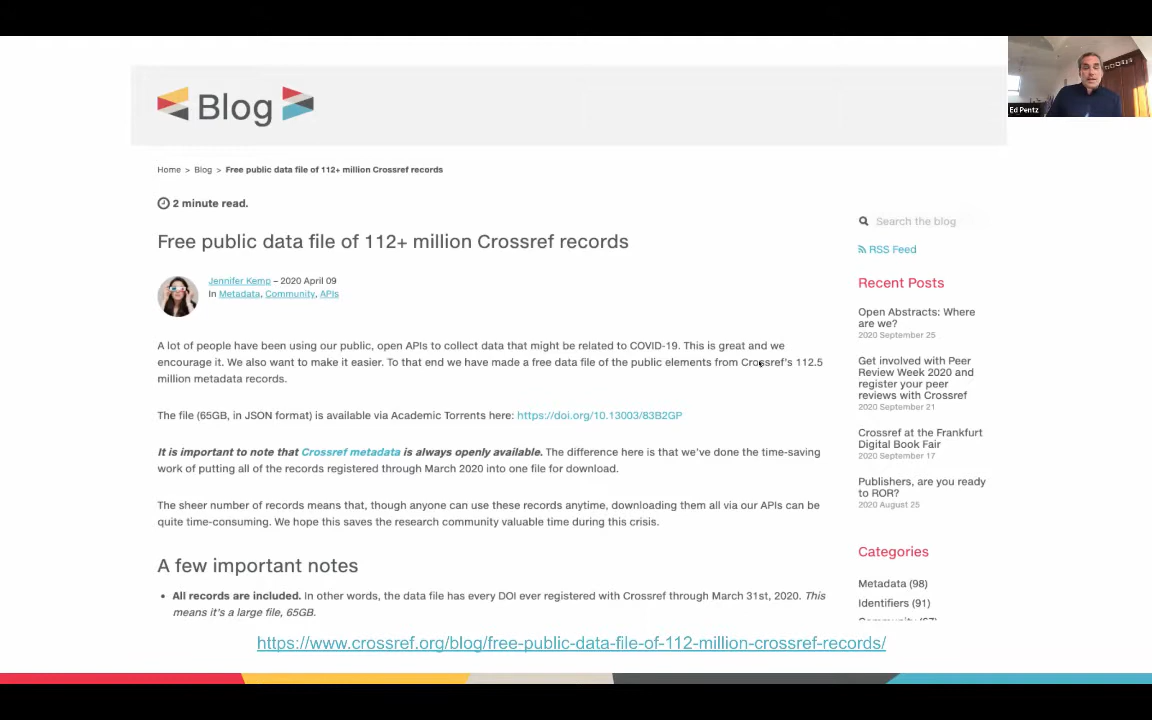 Blog
Ed Pentz
Home > Blog > Free public data file of 112+ million Crossref records
2 minute read.
Free public data file of 112+ million Crossref records
Jennifer Kemp – 2020 April 09
In Metadata, Community, APIs
A lot of people have been using our public, open APIs to collect data that might be related to COVID-19. This is great and we
encourage it. We also want to make it easier. To that end we have made a free data file of the public elements from Crossref's 112.5
million metadata records.
The file (65GB, in JSON format) is available via Academic Torrents here: https://doi.org/10.13003/83B2GP
It is important to note that Crossref metadata is always openly available. The difference here is that we've done the time-saving
work of putting all of the records registered through March 2020 into one file for download.
The sheer number of records means that, though anyone can use these records anytime, downloading them all via our APIs can be
quite time-consuming. We hope this saves the research community valuable time during this crisis.
A few important notes
• All records are included. In other words, the data file has every DOI ever registered with Crossref through March 31st, 2020. This
means it's a large file, 65GB.
Search the blog
RSS Feed
Recent Posts
Open Abstracts: Where
are we?
2020 September 25
Get involved with Peer
Review Week 2020 and
register your peer
reviews with Crossref
2020 September 21
Crossref at the Frankfurt
Digital Book Fair
2020 September 17
Publishers, are you ready
to ROR?
2020 August 25
Categories
Metadata (98)
Identifiers (91)
https://www.crossref.org/blog/free-public-data-file-of-112-million-crossref-records/